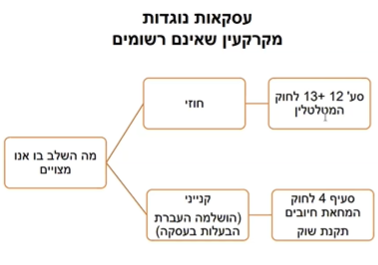 עסקאות נוגדות
מקרקעין שאינם רשומים
סע' 12 +13 לחוק
המטלטלין
חוזי
מה השלב בו אנו
מצויים
קנייני
(הושלמה העברת
הבעלות בעסקה)
סעיף 4 לחוק
המחאת חיובים
תקנת שוק